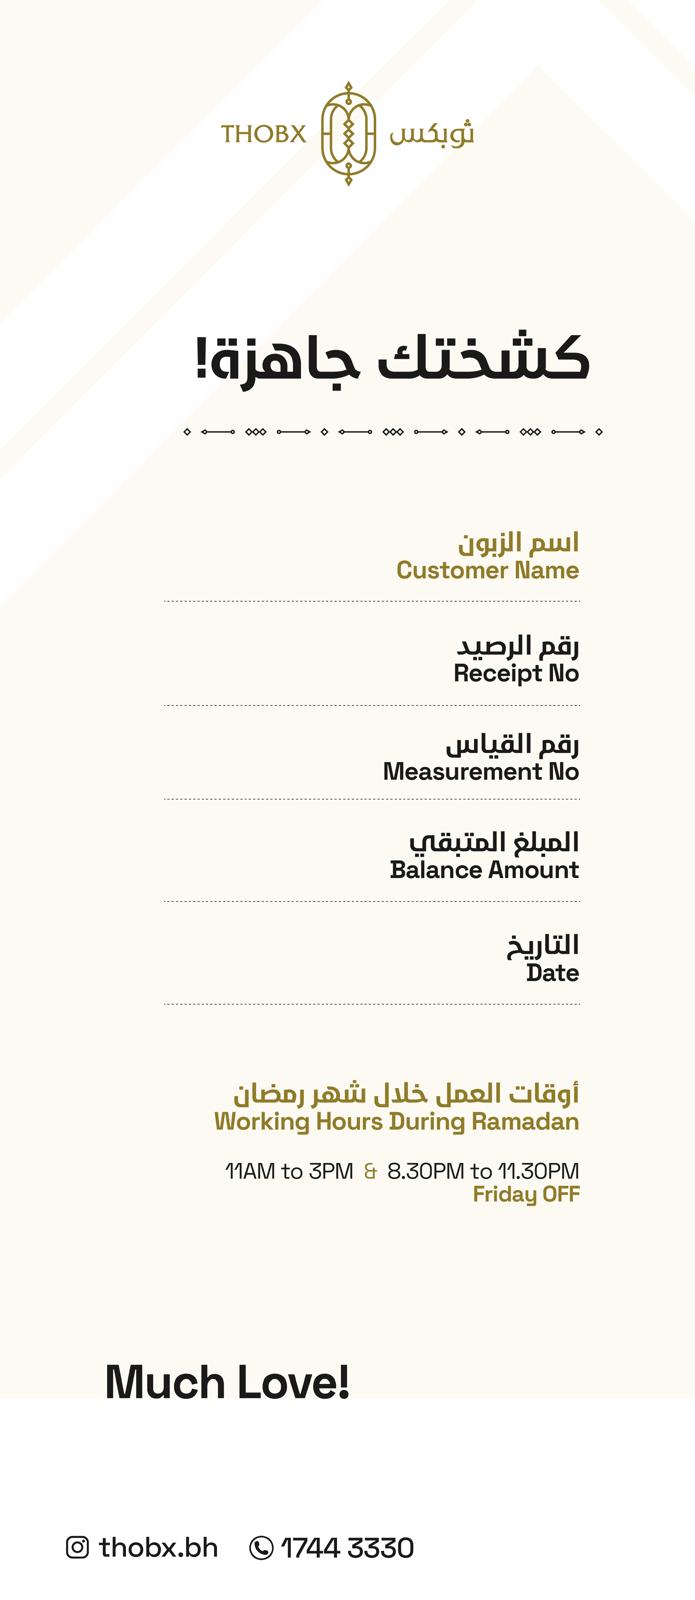 THOBX ثوبكس
كشختك جاهزة!
اسم الزبون
Customer Name
رقم الرصيد
Receipt No
رقم القياس
Measurement No
المبلغ المتبقي
Balance Amount
التاريخ
Date
أوقات العمل خلال شهر رمضان
Working Hours During Ramadan
11AM to 3PM & 8.30PM to 11.30PM
Friday OFF
Much Love!
thobx.bh 1744 3330